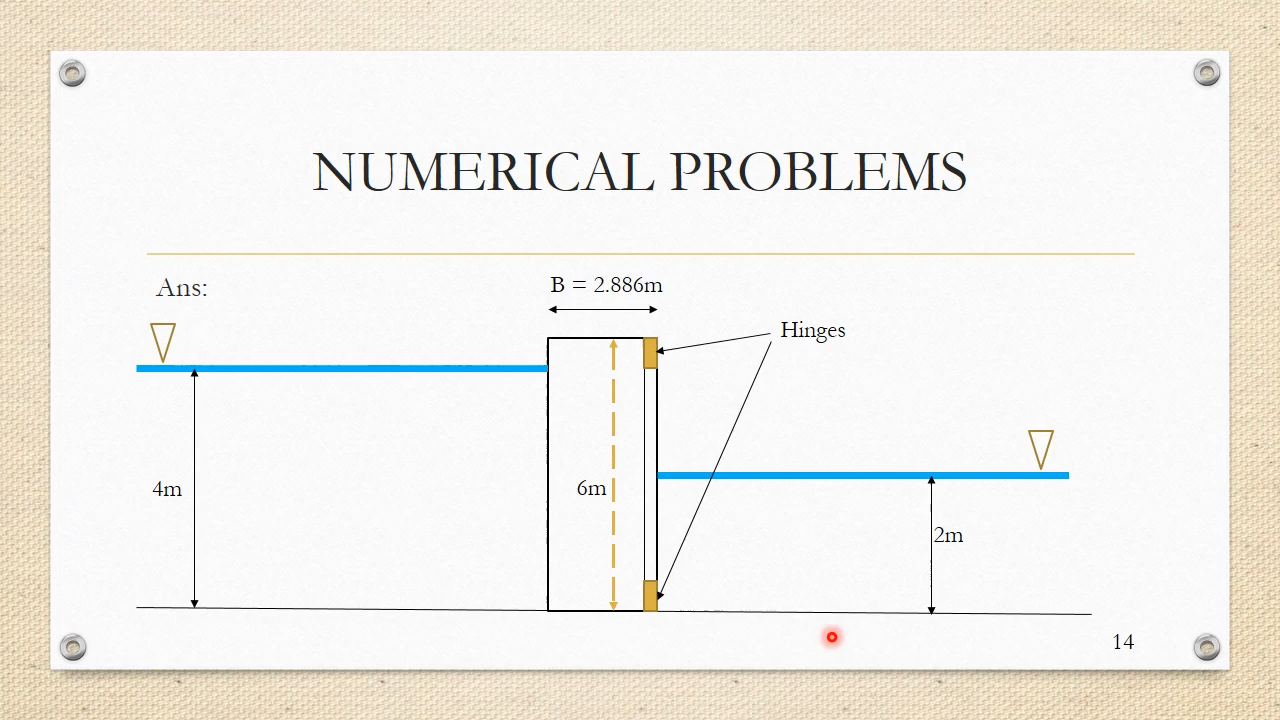 NUMERICAL PROBLEMS
Ans:
B = 2.886m
Hinges
4m
6m
2m
14